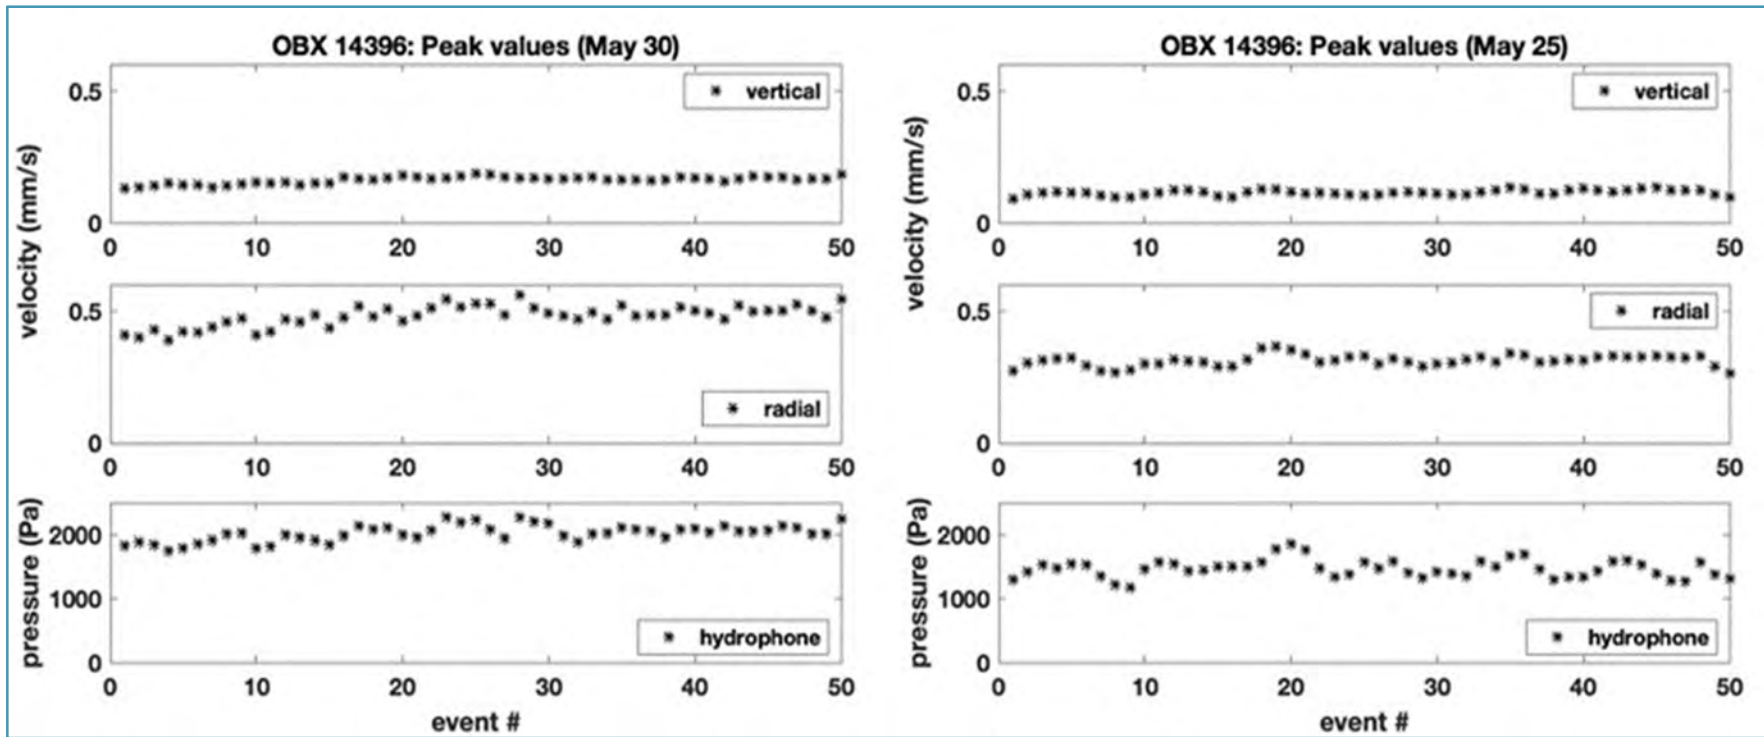 OBX 14396: Peak values (May 30)
0.5
vertical
0
0 10 20 30 40 50
velocity (mm/s)
0.5
radial
0
0 10 20 30 40 50
pressure (Pa)
2000
1000
hydrophone
0
0 10 20 30 40 50
event #
OBX 14396: Peak values (May 25)
0.5
vertical
0
0 10 20 30 40 50
velocity (mm/s)
0.5
radial
0
0 10 20 30 40 50
pressure (Pa)
2000
1000
hydrophone
0
0 10 20 30 40 50
event #